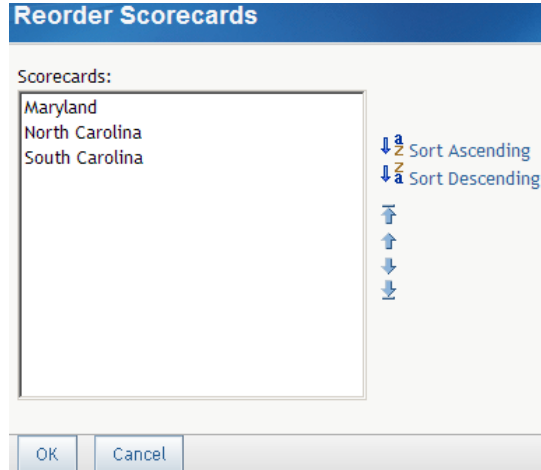 Reorder Scorecards
Scorecards:
Maryland
North Carolina
South Carolina
a
z Sort Ascending
z
a Sort Descending
OK Cancel